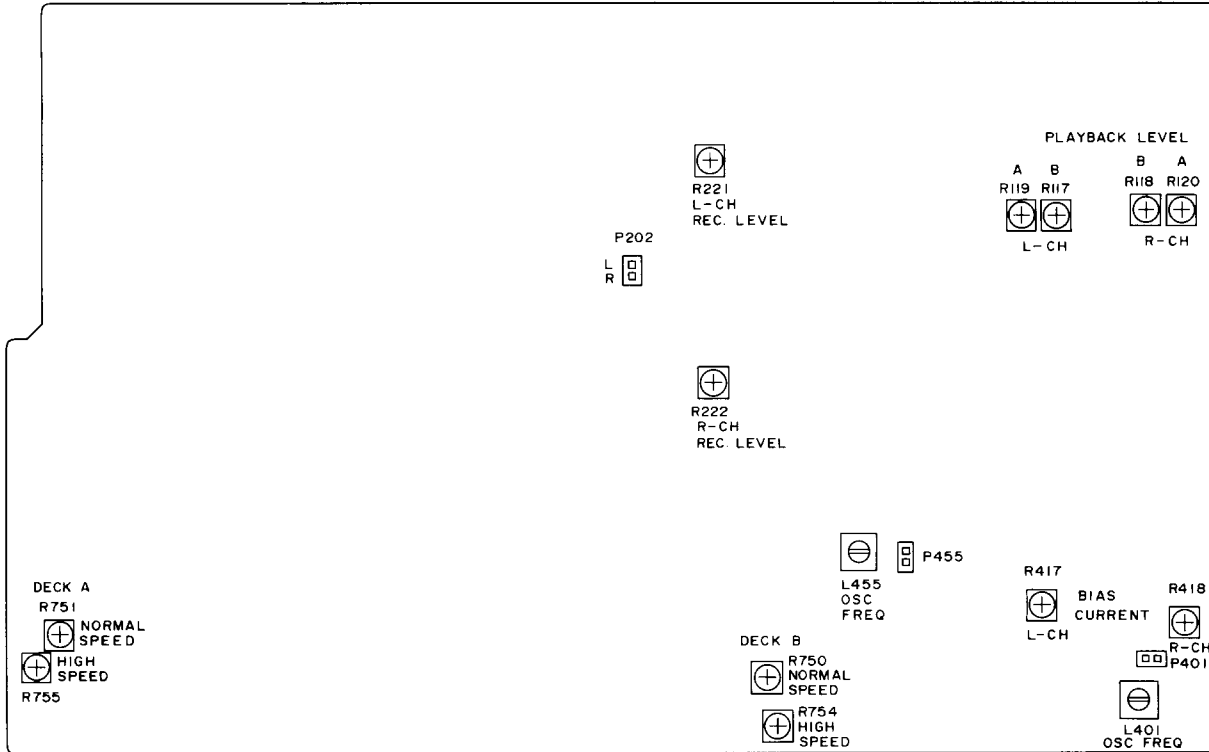 PLAYBACK LEVEL
A B
R119 R117
L-CH
B A
R118 R120
R-CH
R221
L-CH
REC. LEVEL
P202
L
R
R222
R-CH
REC. LEVEL
L455
OSC
FREQ
P455
R417
L-CH
BIAS
CURRENT
R418
R-CH
P401
L401
OSC FREQ
DECK A
R751
NORMAL
SPEED
HIGH
SPEED
R755
DECK B
R750
NORMAL
SPEED
R754
HIGH
SPEED